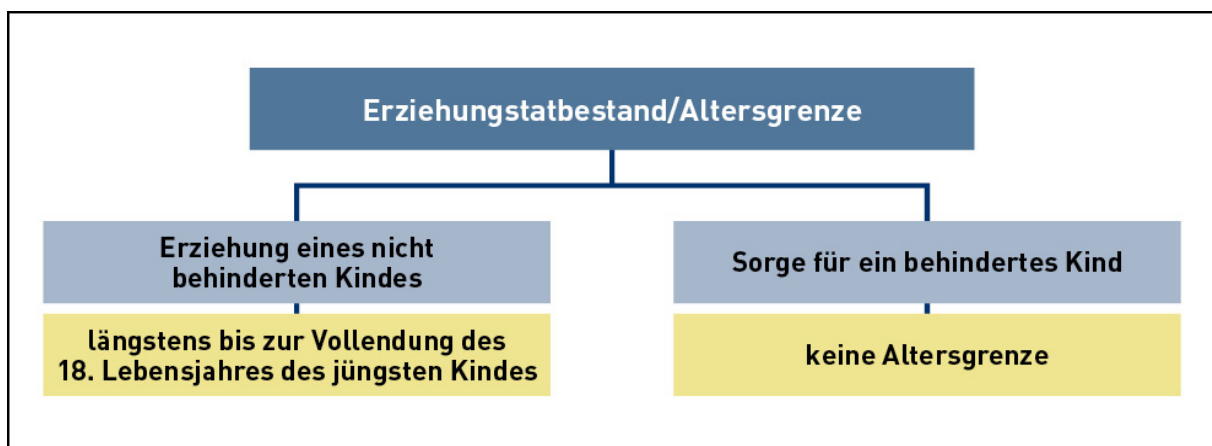 Erziehungstatbestand/Altersgrenze
Erziehung eines nicht
behinderten Kindes
längstens bis zur Vollendung des
18. Lebensjahres des jüngsten Kindes
Sorge für ein behindertes Kind
keine Altersgrenze